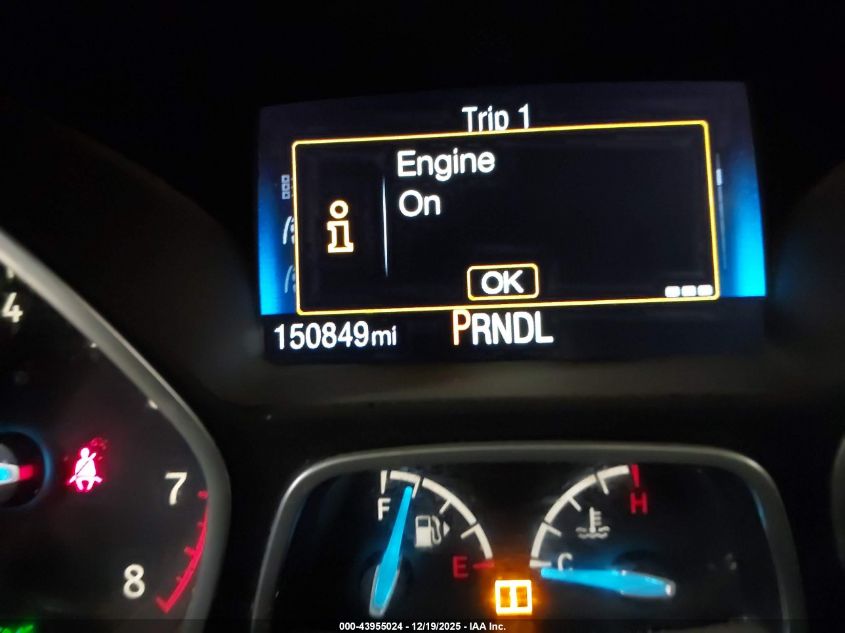 Trip 1
Engine
On
OK
150849mi PRNDL
4
7
8
F
E
C
H
000-43955024 - 12/19/2025 - IAA Inc.